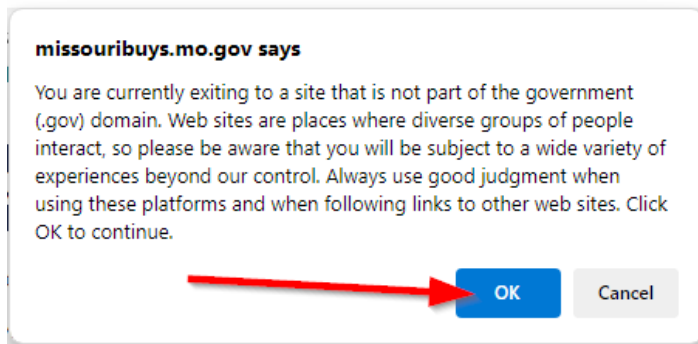 missouribuys.mo.gov says
You are currently exiting to a site that is not part of the government
(.gov) domain. Web sites are places where diverse groups of people
interact, so please be aware that you will be subject to a wide variety of
experiences beyond our control. Always use good judgment when
using these platforms and when following links to other web sites. Click
OK to continue.
OK Cancel